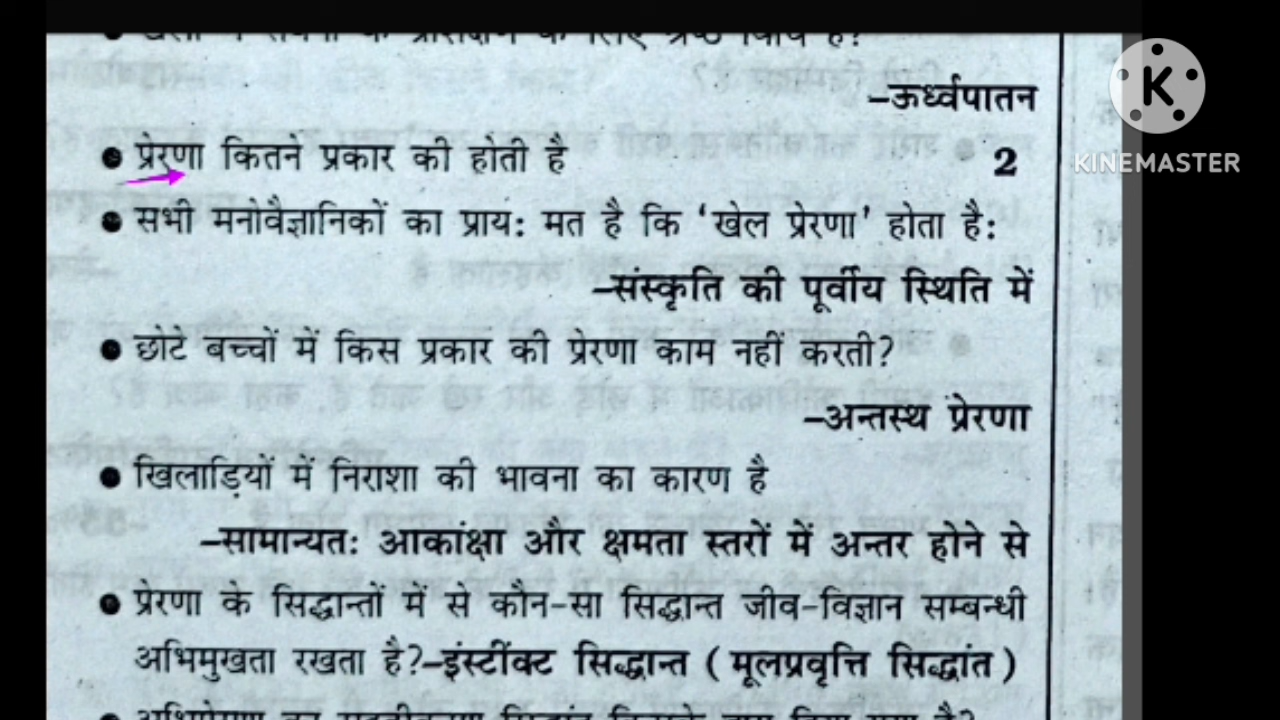 –ऊर्ध्वपातन
● प्रेरणा कितने प्रकार की होती है 2
● सभी मनोवैज्ञानिकों का प्राय: मत है कि ‘खेल प्रेरणा’ होता है:
–संस्कृति की पूर्वीय स्थिति में
● छोटे बच्चों में किस प्रकार की प्रेरणा काम नहीं करती?
–अन्तस्थ प्रेरणा
● खिलाड़ियों में निराशा की भावना का कारण है
–सामान्यत: आकांक्षा और क्षमता स्तरों में अन्तर होने से
● प्रेरणा के सिद्धान्तों में से कौन-सा सिद्धान्त जीव-विज्ञान सम्बन्धी
अभिमुखता रखता है?–इंस्टींक्ट सिद्धान्त ( मूलप्रवृत्ति सिद्धांत )
K
KINEMASTER